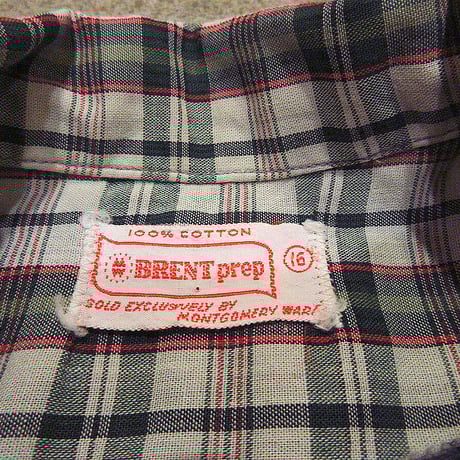 100% COTTON
BRENT prep
16
SOLD EXCLUSIVELY BY
MONTGOMERY WARD